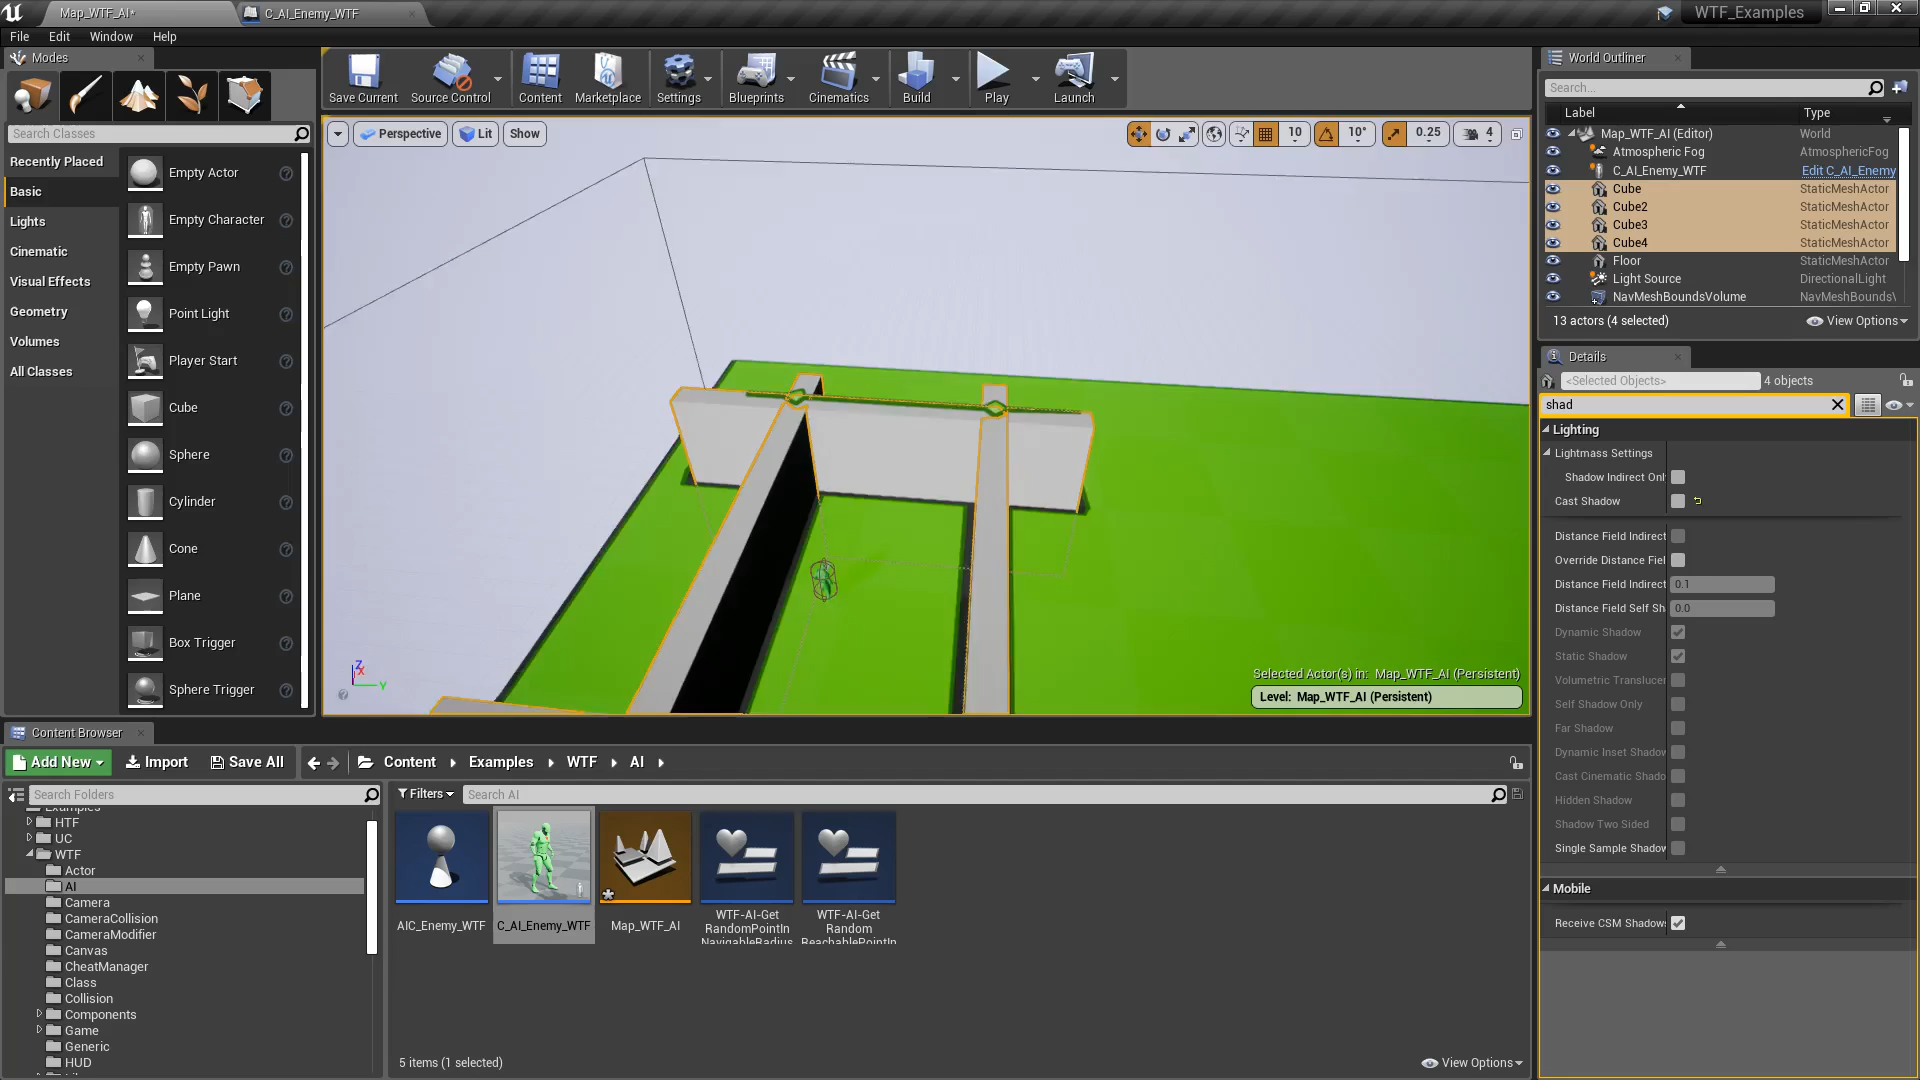 Map_WTF_AI*
C_AI_Enemy_WTF
WTF_Examples
File Edit Window Help
Modes
Search Classes
Recently Placed
Basic
Lights
Cinematic
Visual Effects
Geometry
Volumes
All Classes
Empty Actor
Empty Character
Empty Pawn
Point Light
Player Start
Cube
Sphere
Cylinder
Cone
Plane
Box Trigger
Sphere Trigger
Save Current
Source Control
Content
Marketplace
Settings
Blueprints
Cinematics
Build
Play
Launch
Perspective
Lit
Show
10
10°
0.25
4
Z
X
Y
Selected Actor(s) in: Map_WTF_AI (Persistent)
Level: Map_WTF_AI (Persistent)
World Outliner
Search...
Label Type
Map_WTF_AI (Editor) World
Atmospheric Fog AtmosphericFog
C_AI_Enemy_WTF Edit C_AI_Enemy
Cube StaticMeshActor
Cube2 StaticMeshActor
Cube3 StaticMeshActor
Cube4 StaticMeshActor
Floor StaticMeshActor
Light Source DirectionalLight
NavMeshBoundsVolume NavMeshBounds\
13 actors (4 selected)
View Options
Details
<Selected Objects>
4 objects
shad
Lighting
Lightmass Settings
Shadow Indirect Onl
Cast Shadow
Distance Field Indirect
Override Distance Fiel
Distance Field Indirect 0.1
Distance Field Self Sh 0.0
Dynamic Shadow
Static Shadow
Volumetric Translucer
Self Shadow Only
Far Shadow
Dynamic Inset Shadow
Cast Cinematic Shado
Hidden Shadow
Shadow Two Sided
Single Sample Shadow
Mobile
Receive CSM Shadows
Content Browser
Add New
Import
Save All
Content
Examples
WTF
AI
Search Folders
Examples
HTF
UC
WTF
Actor
AI
Camera
CameraCollision
CameraModifier
Canvas
CheatManager
Class
Collision
Components
Game
Generic
HUD
Filters
Search AI
AIC_Enemy_WTF
C_AI_Enemy_WTF
Map_WTF_AI
WTF-AI-Get
RandomPointIn
NavigableRadius
WTF-AI-Get
Random
ReachablePointIn
5 items (1 selected)
View Options